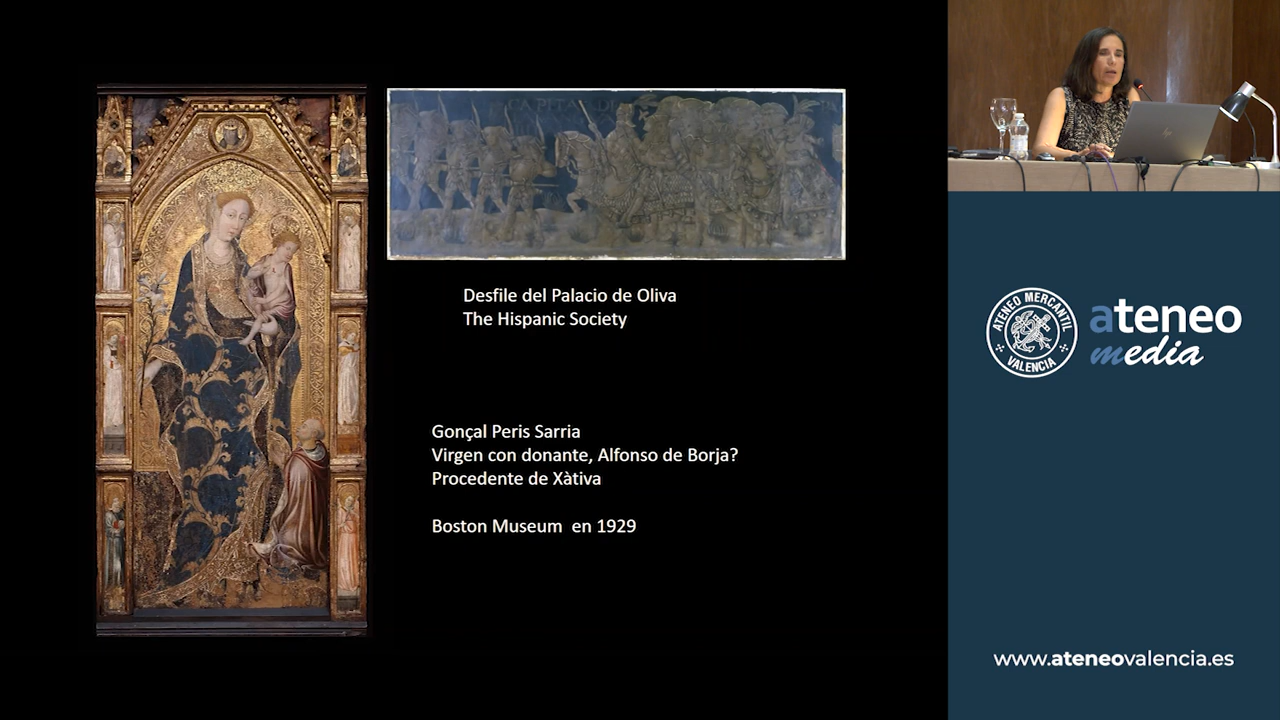 CAPITA
Desfile del Palacio de Oliva
The Hispanic Society
Gonçal Peris Sarria
Virgen con donante, Alfonso de Borja?
Procedente de Xàtiva
Boston Museum en 1929
ATENEO MERCANTIL
VALENCIA
ateneo
media
www.ateneovalencia.es